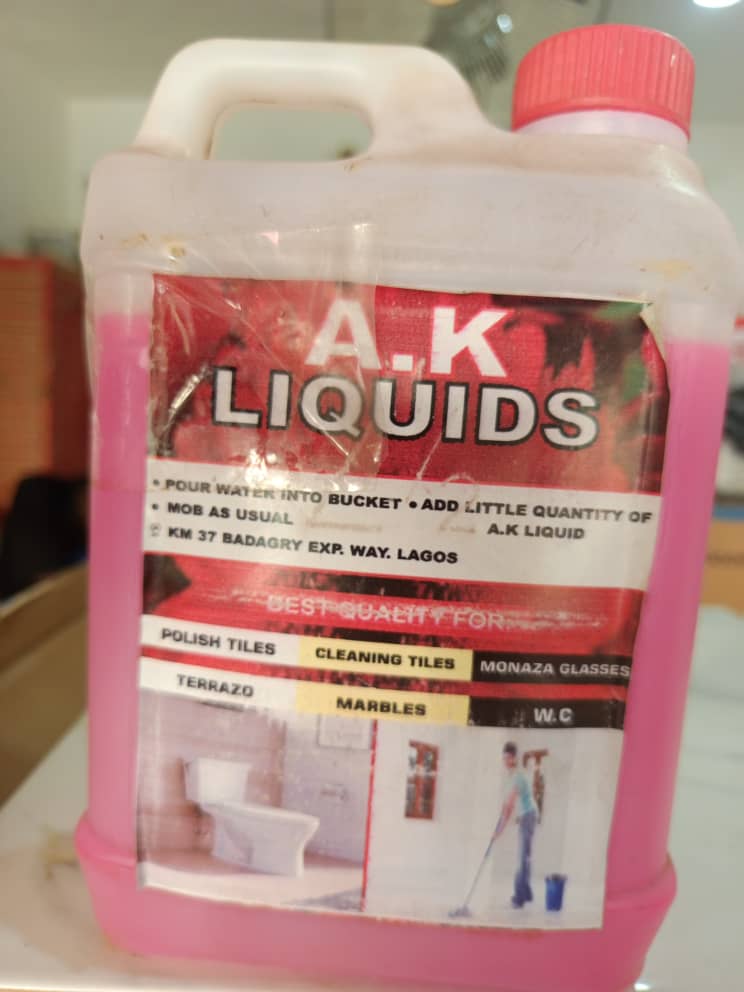 A.K
LIQUIDS
• POUR WATER INTO BUCKET • ADD LITTLE QUANTITY OF
• MOB AS USUAL A.K LIQUID
KM 37 BADAGRY EXP. WAY. LAGOS
BEST QUALITY FOR
POLISH TILES CLEANING TILES MONAZA GLASSES
TERRAZO MARBLES W.C